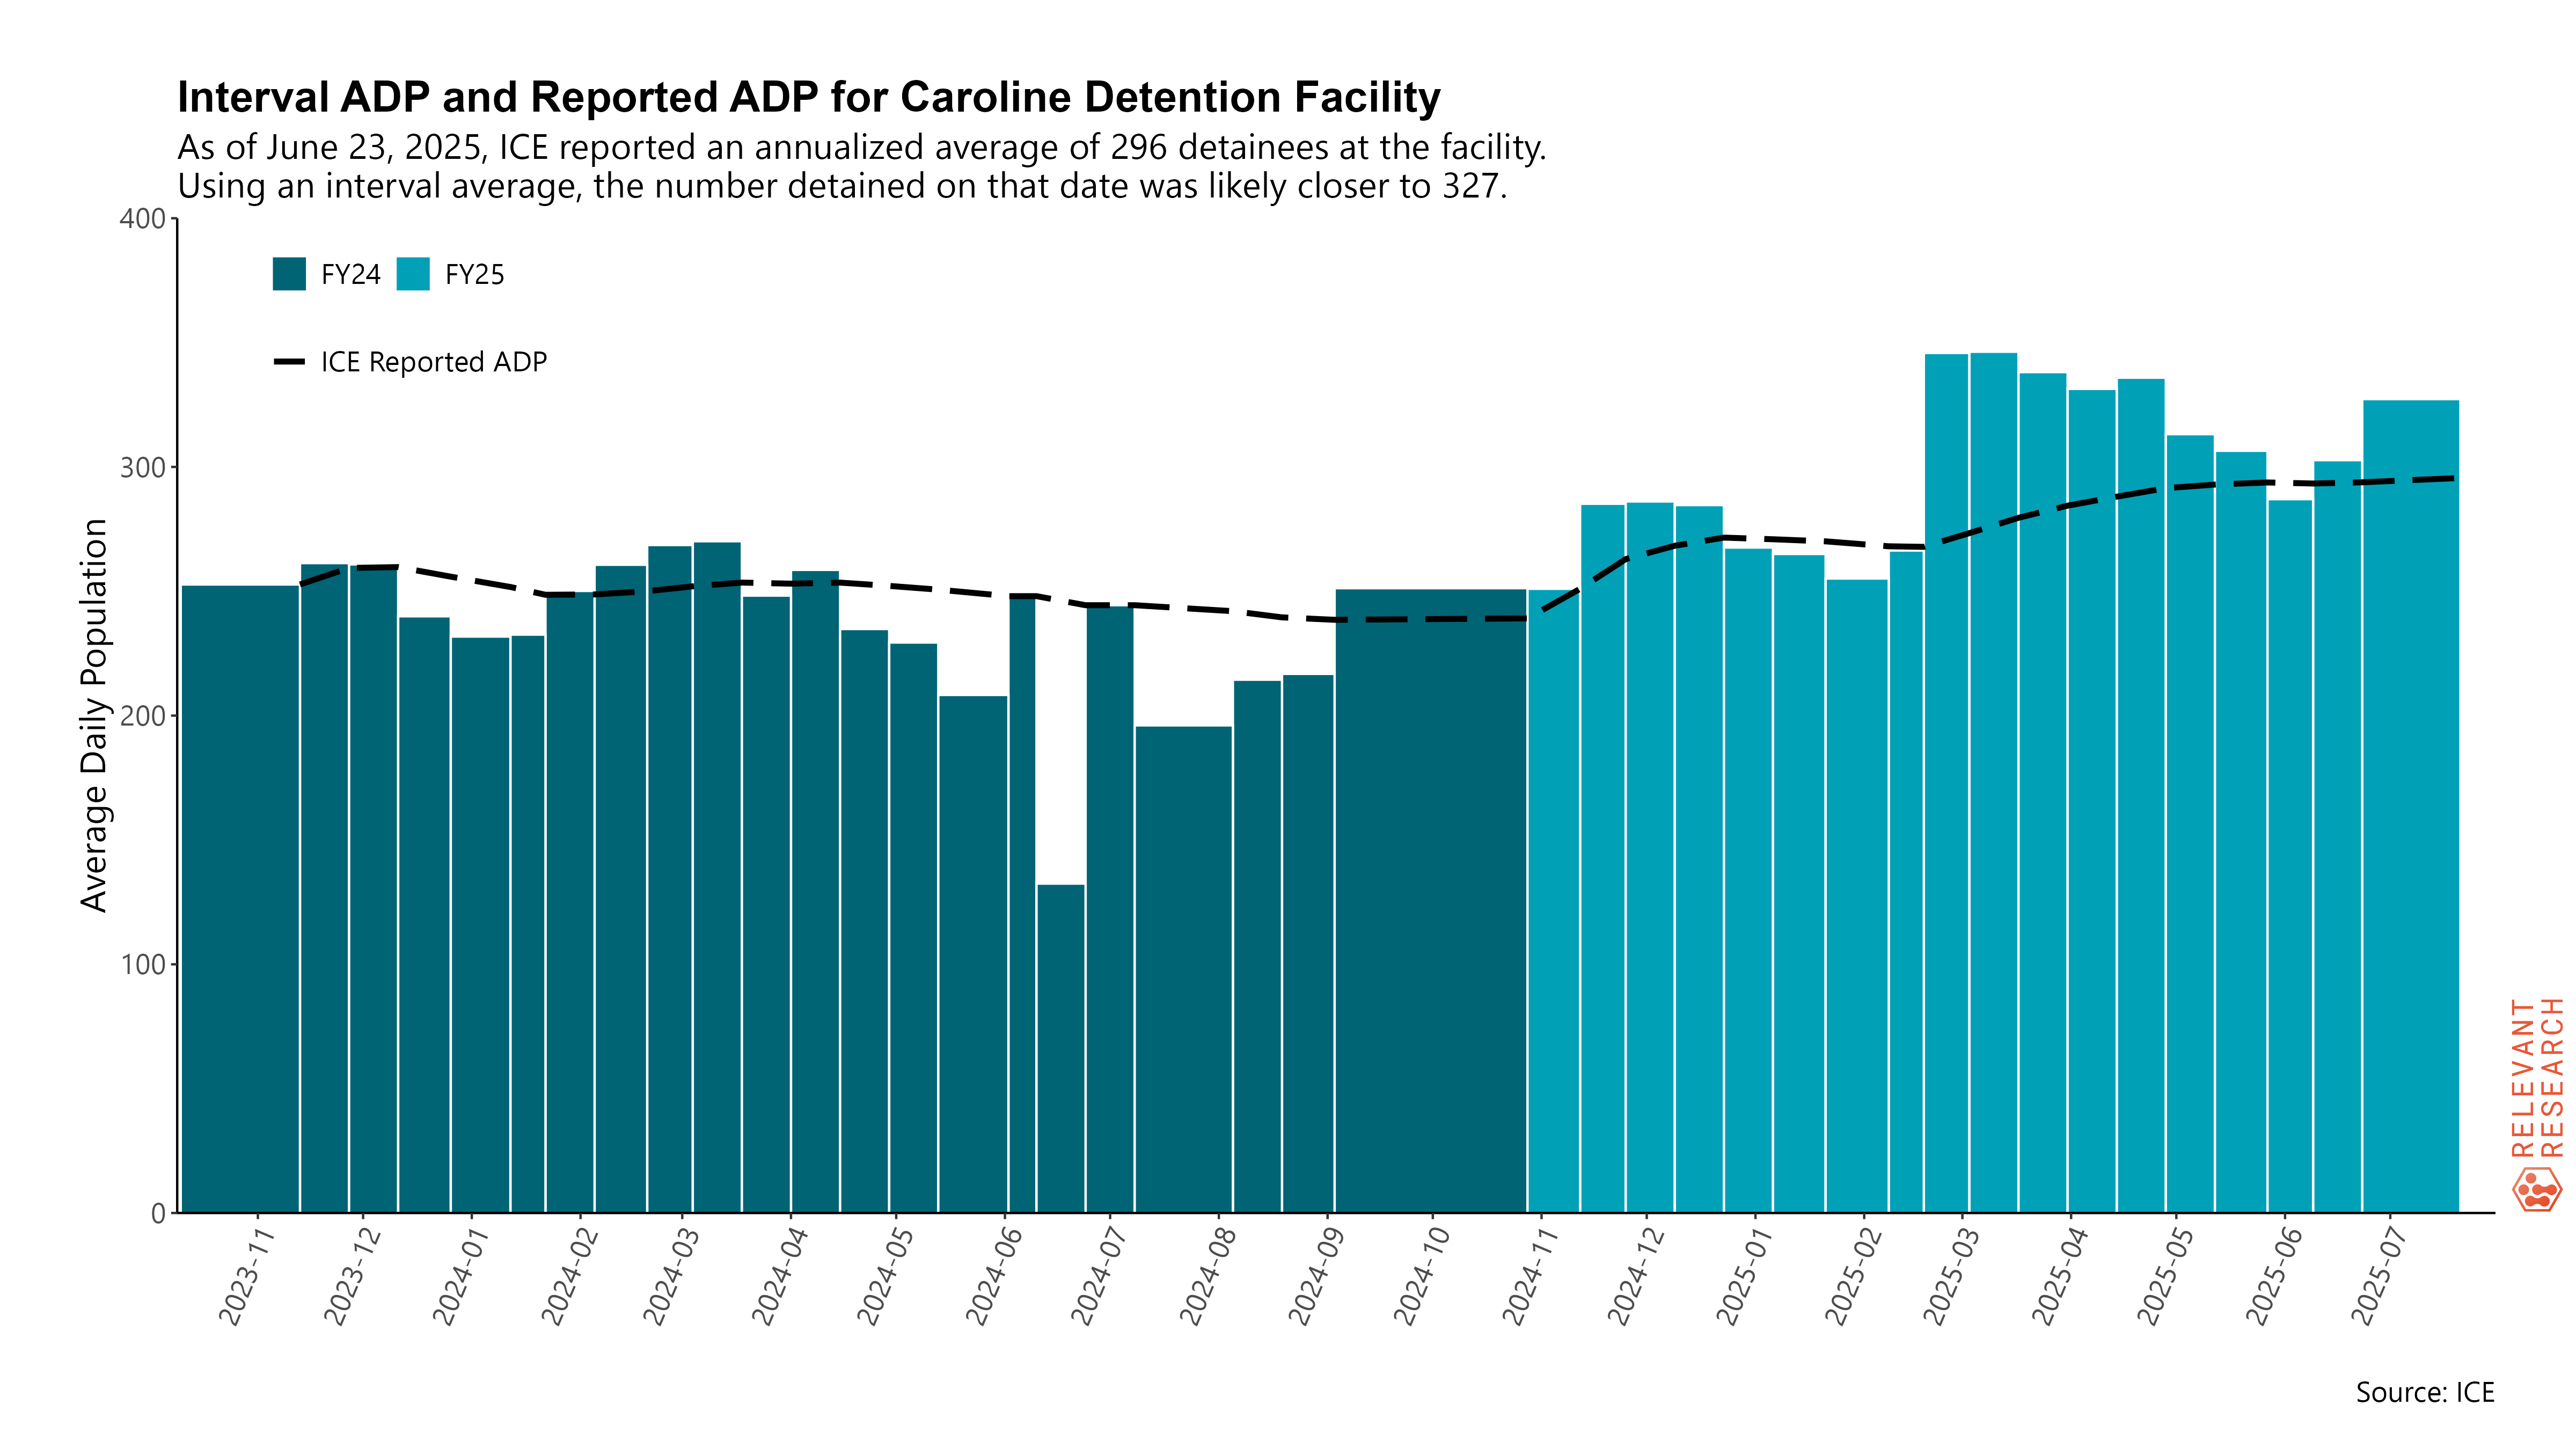 Interval ADP and Reported ADP for Caroline Detention Facility
As of June 23, 2025, ICE reported an annualized average of 296 detainees at the facility.
Using an interval average, the number detained on that date was likely closer to 327.
400
300
200
100
0
Average Daily Population
FY24 FY25
ICE Reported ADP
2023-11
2023-12
2024-01
2024-02
2024-03
2024-04
2024-05
2024-06
2024-07
2024-08
2024-09
2024-10
2024-11
2024-12
2025-01
2025-02
2025-03
2025-04
2025-05
2025-06
2025-07
RELEVANT
RESEARCH
Source: ICE